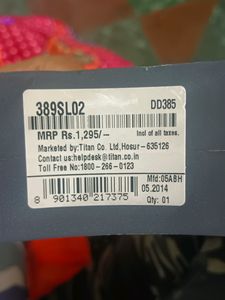 389SL02 DD385
MRP Rs.1,295/- Incl of all taxes.
Marketed by:Titan Co. Ltd,Hosur-635126
Contact us:helpdesk@titan.co.in
Toll Free No:1800-266-0123
Mfd:05ABH
05.2014
8 901340 217375 Qty: 01